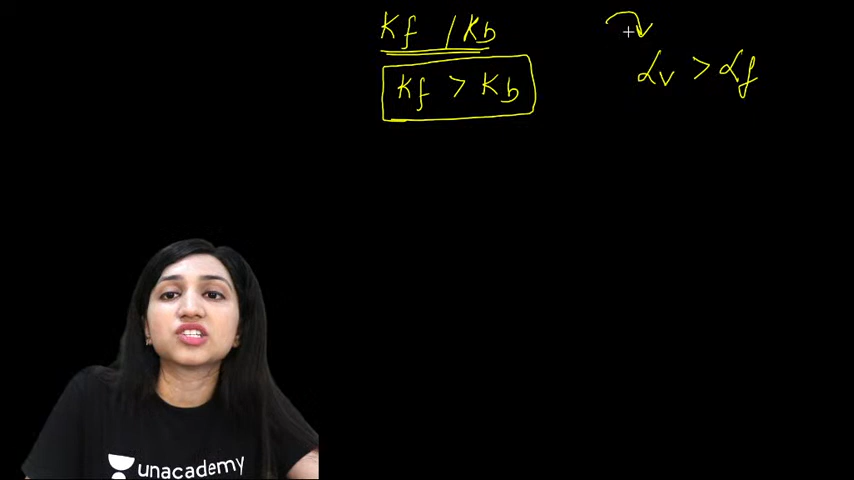 Kf / Kb
Kf > Kb
αv > αf
unacademy